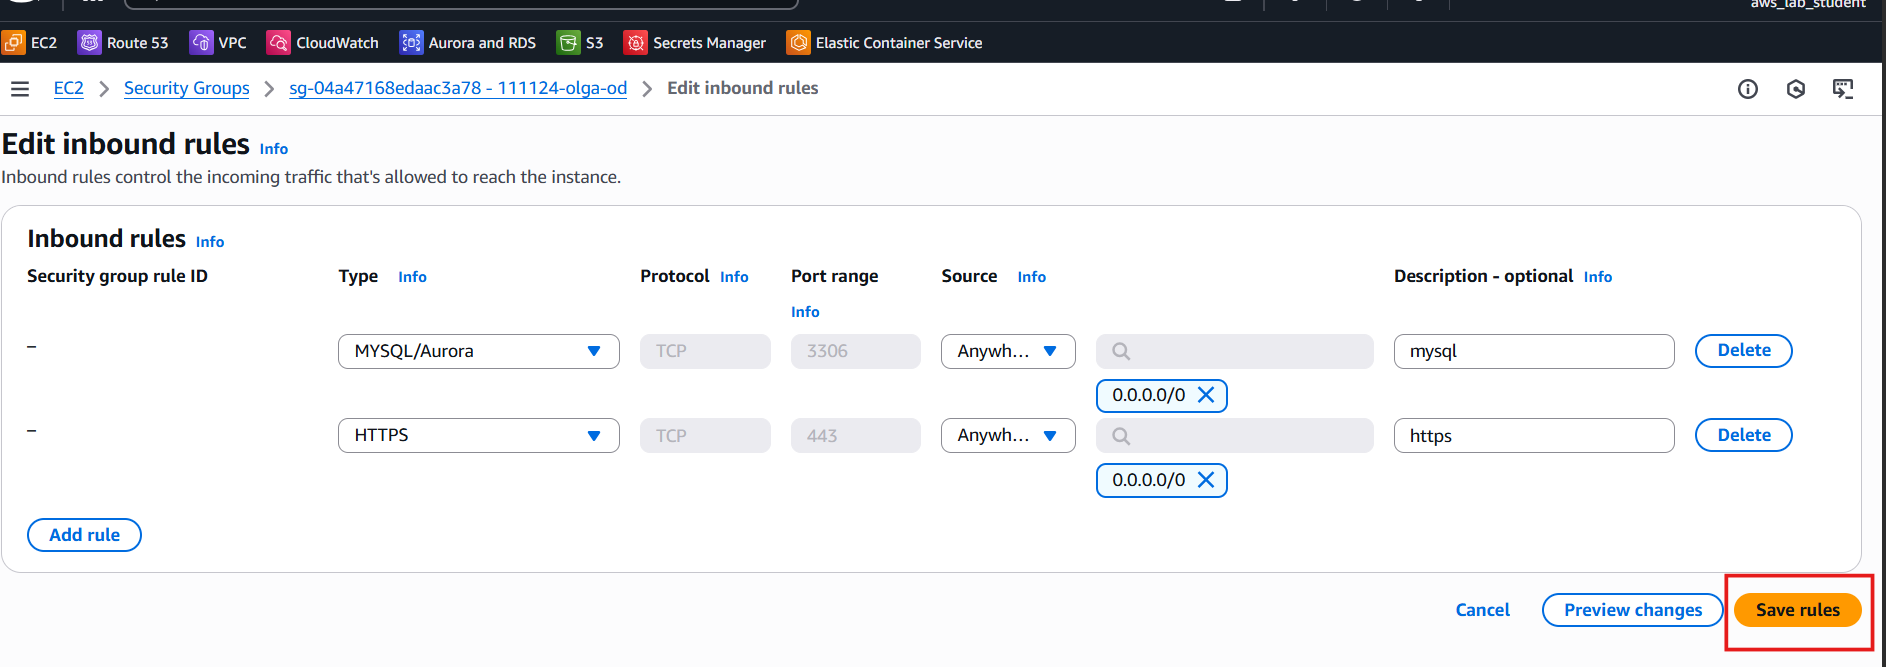 aws_lab_student
EC2 Route 53 VPC CloudWatch Aurora and RDS S3 Secrets Manager Elastic Container Service
EC2 > Security Groups > sg-04a47168edaac3a78 - 111124-olga-od > Edit inbound rules
Edit inbound rules Info
Inbound rules control the incoming traffic that's allowed to reach the instance.
Inbound rules Info
Security group rule ID Type Info Protocol Info Port range Source Info Description - optional Info
Info
– MYSQL/Aurora TCP 3306 Anywh... mysql Delete
0.0.0.0/0
– HTTPS TCP 443 Anywh... https Delete
0.0.0.0/0
Add rule
Cancel Preview changes Save rules